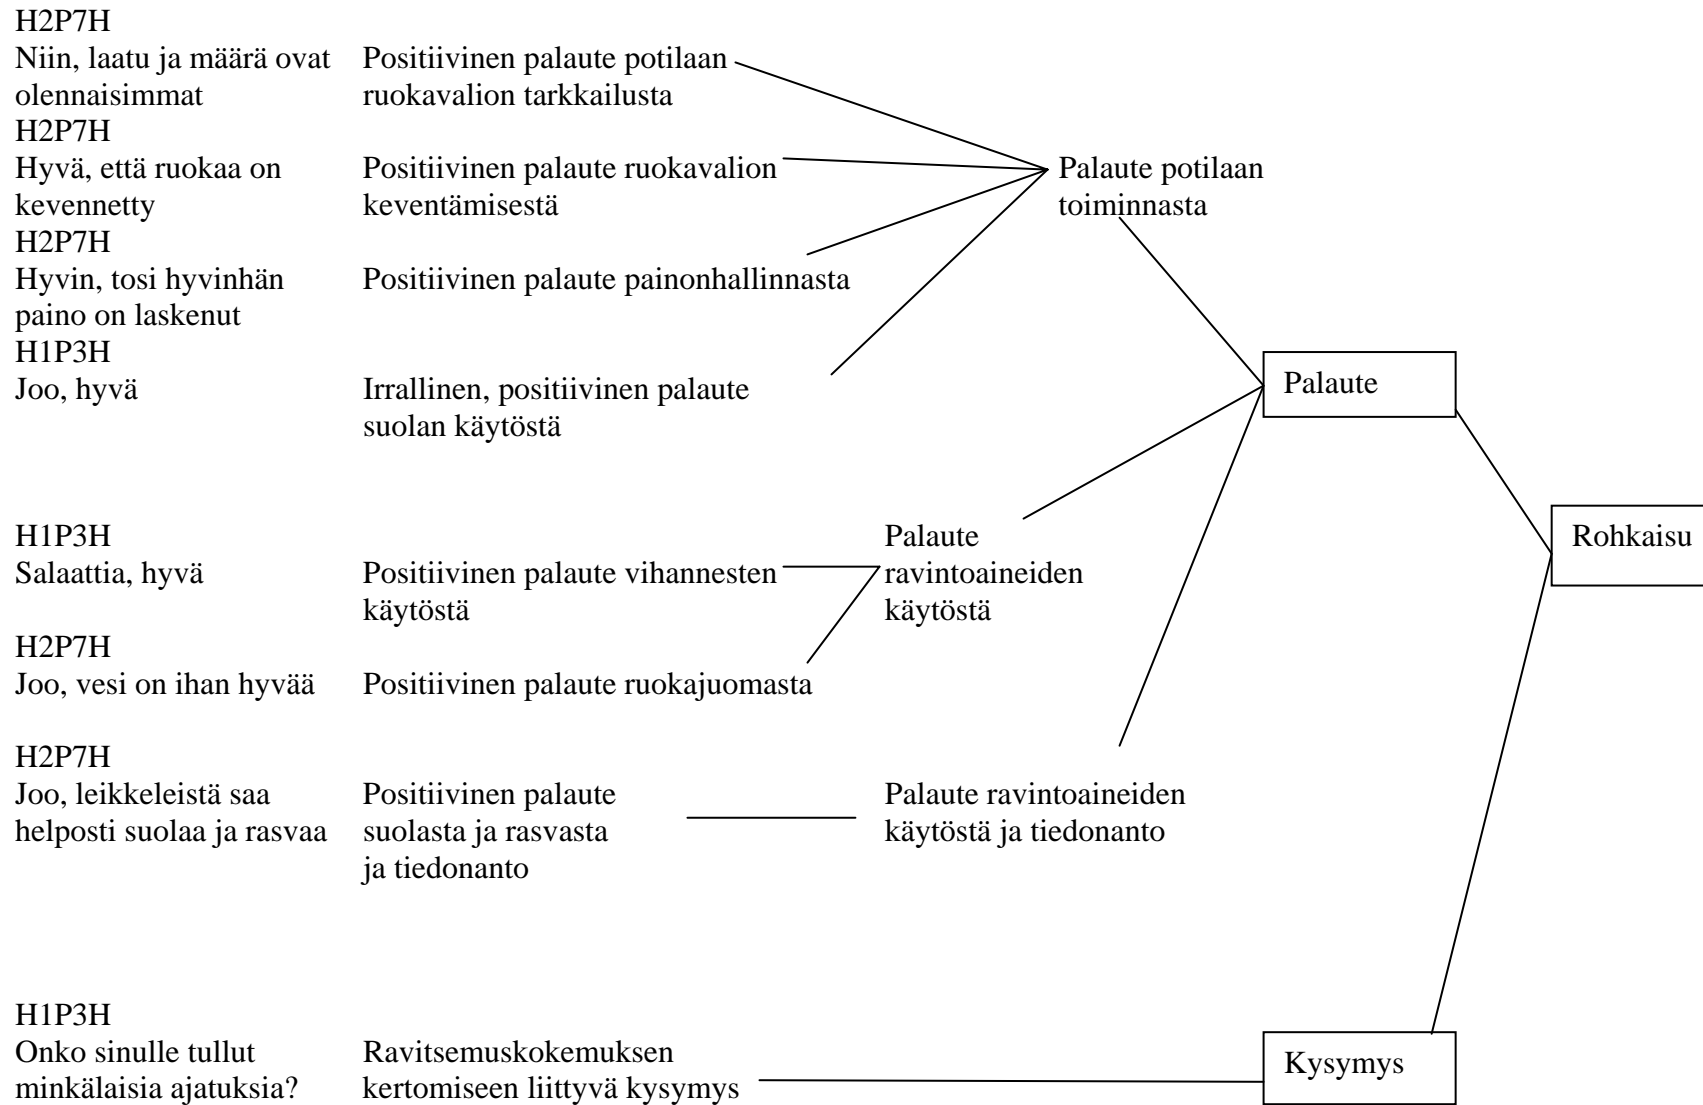 H2P7H
Niin, laatu ja määrä ovat
olennaisimmat
Positiivinen palaute potilaan
ruokavalion tarkkailusta
H2P7H
Hyvä, että ruokaa on
kevennetty
Positiivinen palaute ruokavalion
keventämisestä
Palaute potilaan
toiminnasta
H2P7H
Hyvin, tosi hyvinhän
paino on laskenut
Positiivinen palaute painonhallinnasta
H1P3H
Joo, hyvä
Irrallinen, positiivinen palaute
suolan käytöstä
Palaute
H1P3H
Salaattia, hyvä
Positiivinen palaute vihannesten
käytöstä
Palaute
ravintoaineiden
käytöstä
Rohkaisu
H2P7H
Joo, vesi on ihan hyvää
Positiivinen palaute ruokajuomasta
H2P7H
Joo, leikkeleistä saa
helposti suolaa ja rasvaa
Positiivinen palaute
suolasta ja rasvasta
ja tiedonanto
Palaute ravintoaineiden
käytöstä ja tiedonanto
H1P3H
Onko sinulle tullut
minkälaisia ajatuksia?
Ravitsemuskokemuksen
kertomiseen liittyvä kysymys
Kysymys